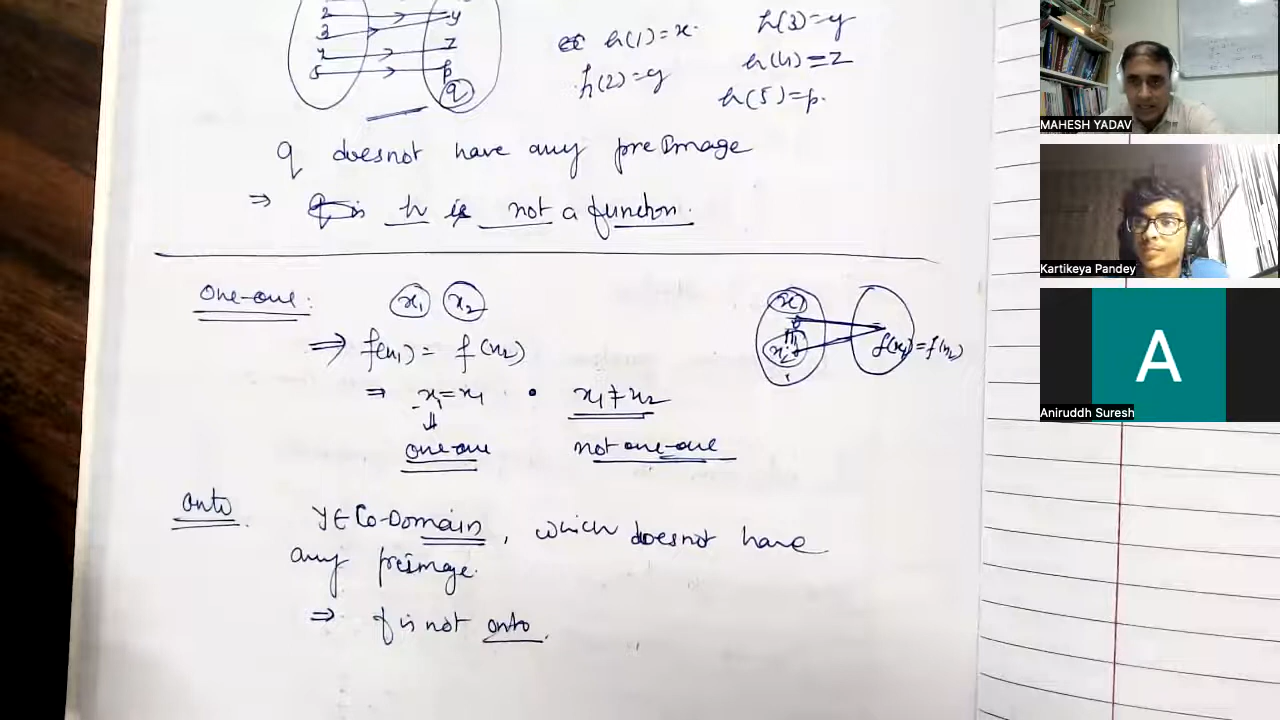 2 y
3 z
4 p
5 q
h(1)=x. h(3)=y
h(2)=y h(4)=z
h(5)=p.
q doesnot have any preImage
⇒ h is not a function.
One-one: x₁ x₂
⇒ f(x₁) = f(x₂)
⇒ x₁=x₁ • x₁≠x₂
⇓
one-one not one-one
x₁
x₂ f(x₁)=f(x₂)
onto. y∈Co-Domain, which doesnot have
any preimage.
⇒ f is not onto.
MAHESH YADAV
Kartikeya Pandey
A
Aniruddh Suresh